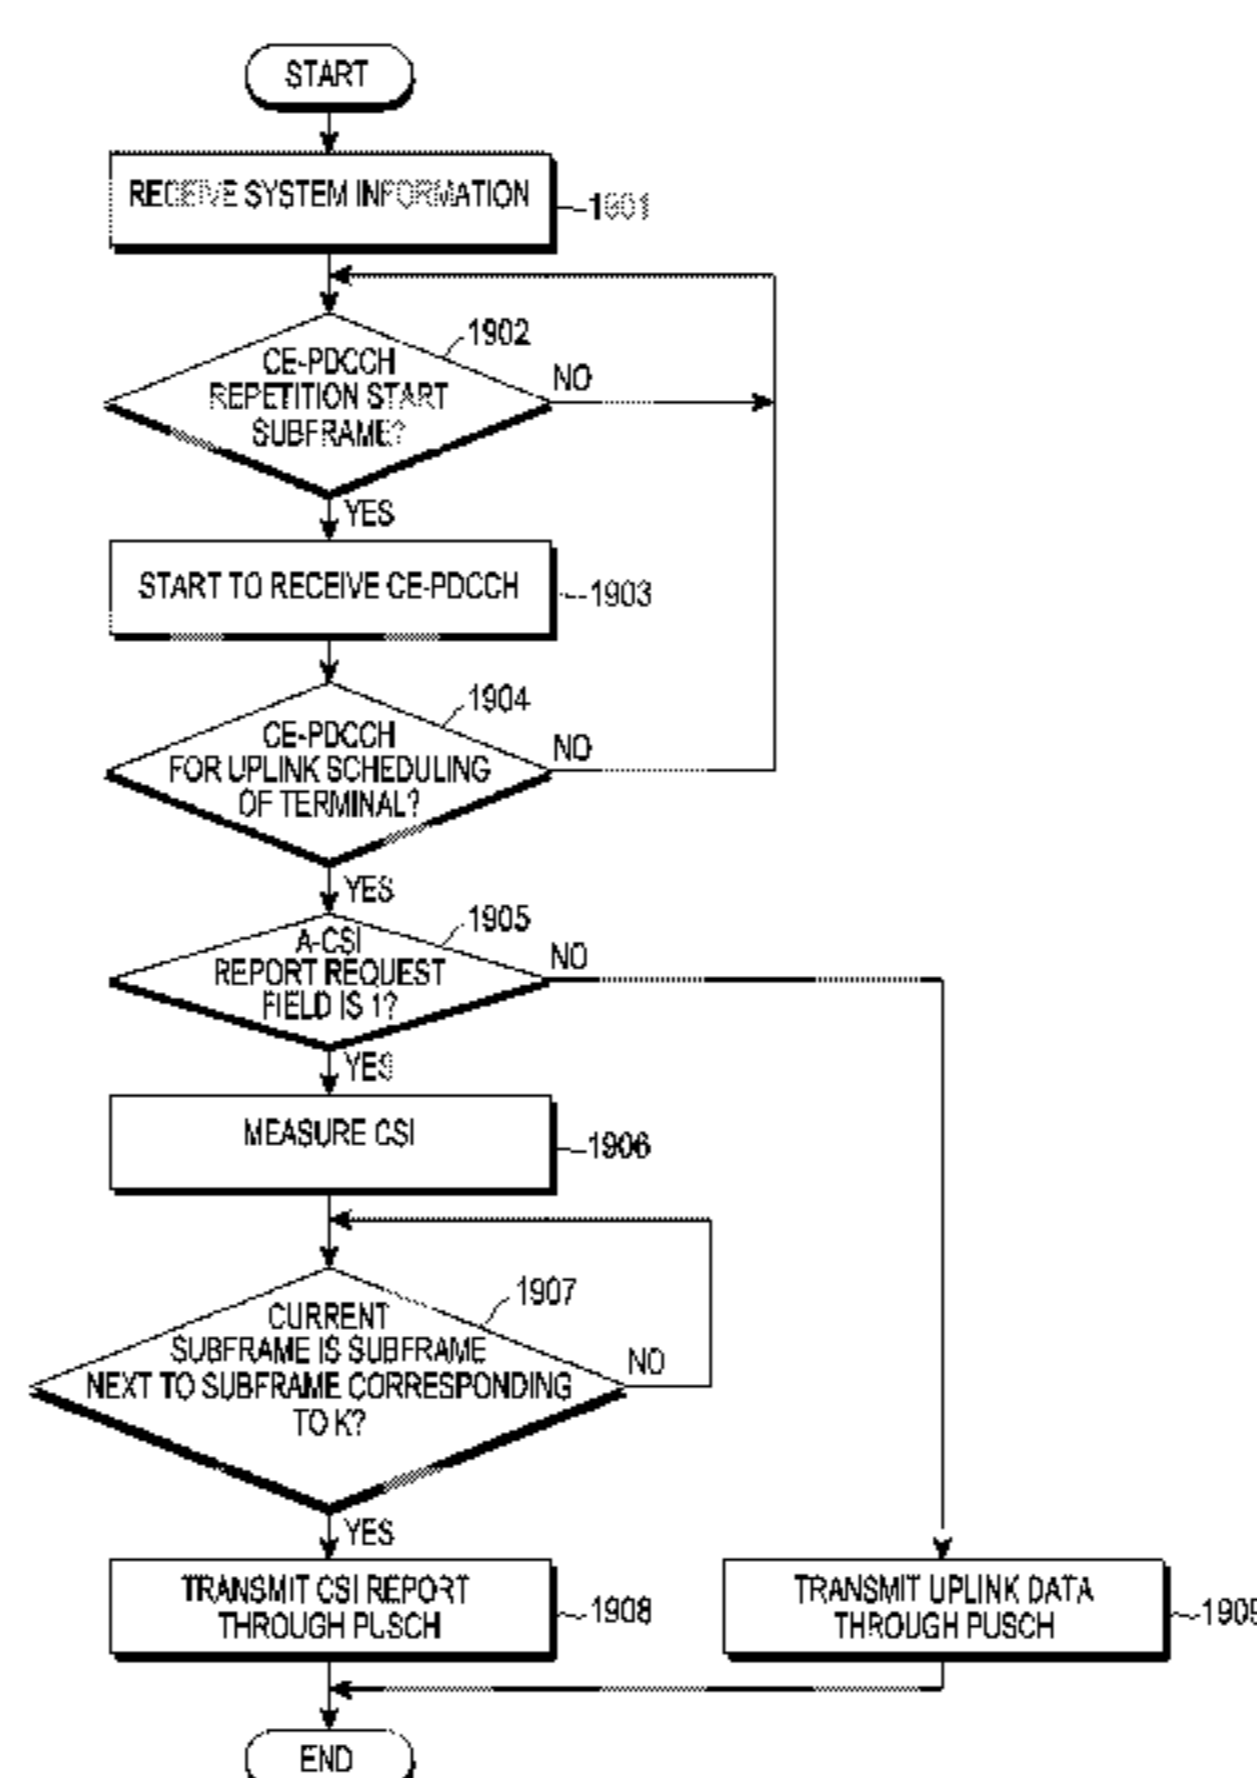 START
RECEIVE SYSTEM INFORMATION
1901
1902
CE-PDCCH
REPETITION START
SUBFRAME?
NO
YES
START TO RECEIVE CE-PDCCH
1903
1904
CE-PDCCH
FOR UPLINK SCHEDULING
OF TERMINAL?
NO
YES
1905
A-CSI
REPORT REQUEST
FIELD IS 1?
NO
YES
MEASURE CSI
1906
1907
CURRENT
SUBFRAME IS SUBFRAME
NEXT TO SUBFRAME CORRESPONDING
TO K?
NO
YES
TRANSMIT CSI REPORT
THROUGH PUSCH
1908
TRANSMIT UPLINK DATA
THROUGH PUSCH
END